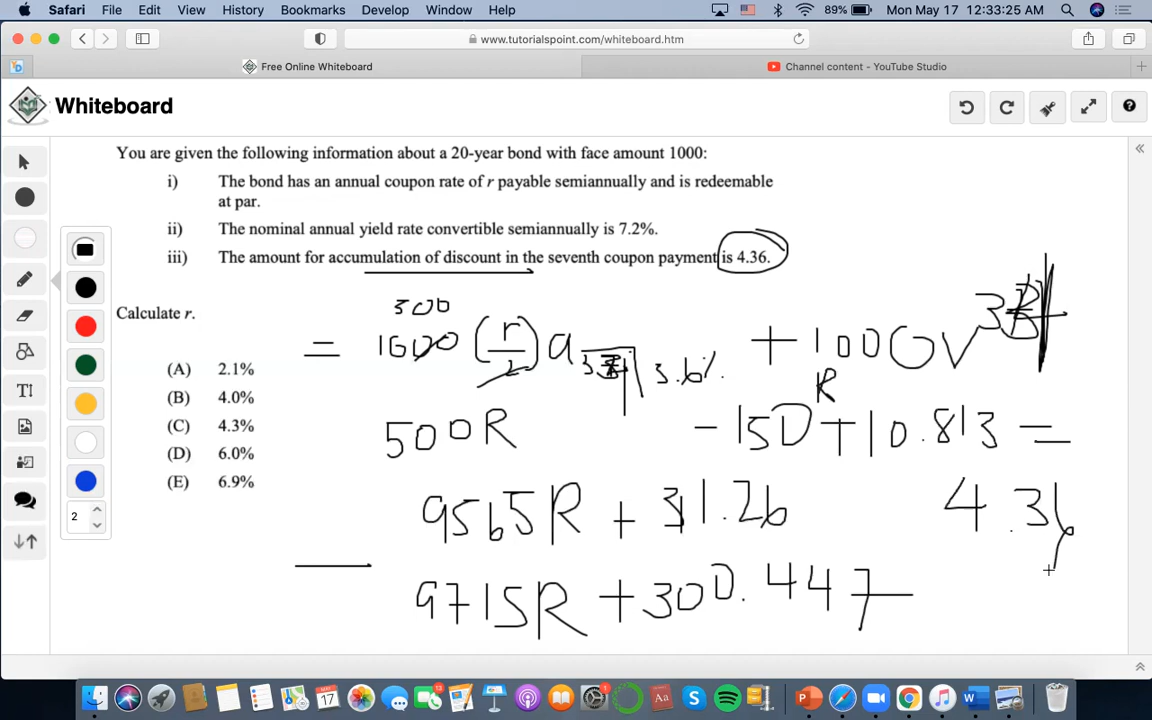 Safari File Edit View History Bookmarks Develop Window Help 89% Mon May 17 12:33:25 AM
www.tutorialspoint.com/whiteboard.htm
Free Online Whiteboard Channel content - YouTube Studio
Whiteboard
You are given the following information about a 20-year bond with face amount 1000:
i) The bond has an annual coupon rate of r payable semiannually and is redeemable
at par.
ii) The nominal annual yield rate convertible semiannually is 7.2%.
iii) The amount for accumulation of discount in the seventh coupon payment is 4.36.
Calculate r.
(A) 2.1%
(B) 4.0%
(C) 4.3%
(D) 6.0%
(E) 6.9%
500
= 1000 (r/2) a 3.6% + 1000v
500R
R
-150+10.813 =
9565R + 311.26
4.36
— 9715R + 300.447
2